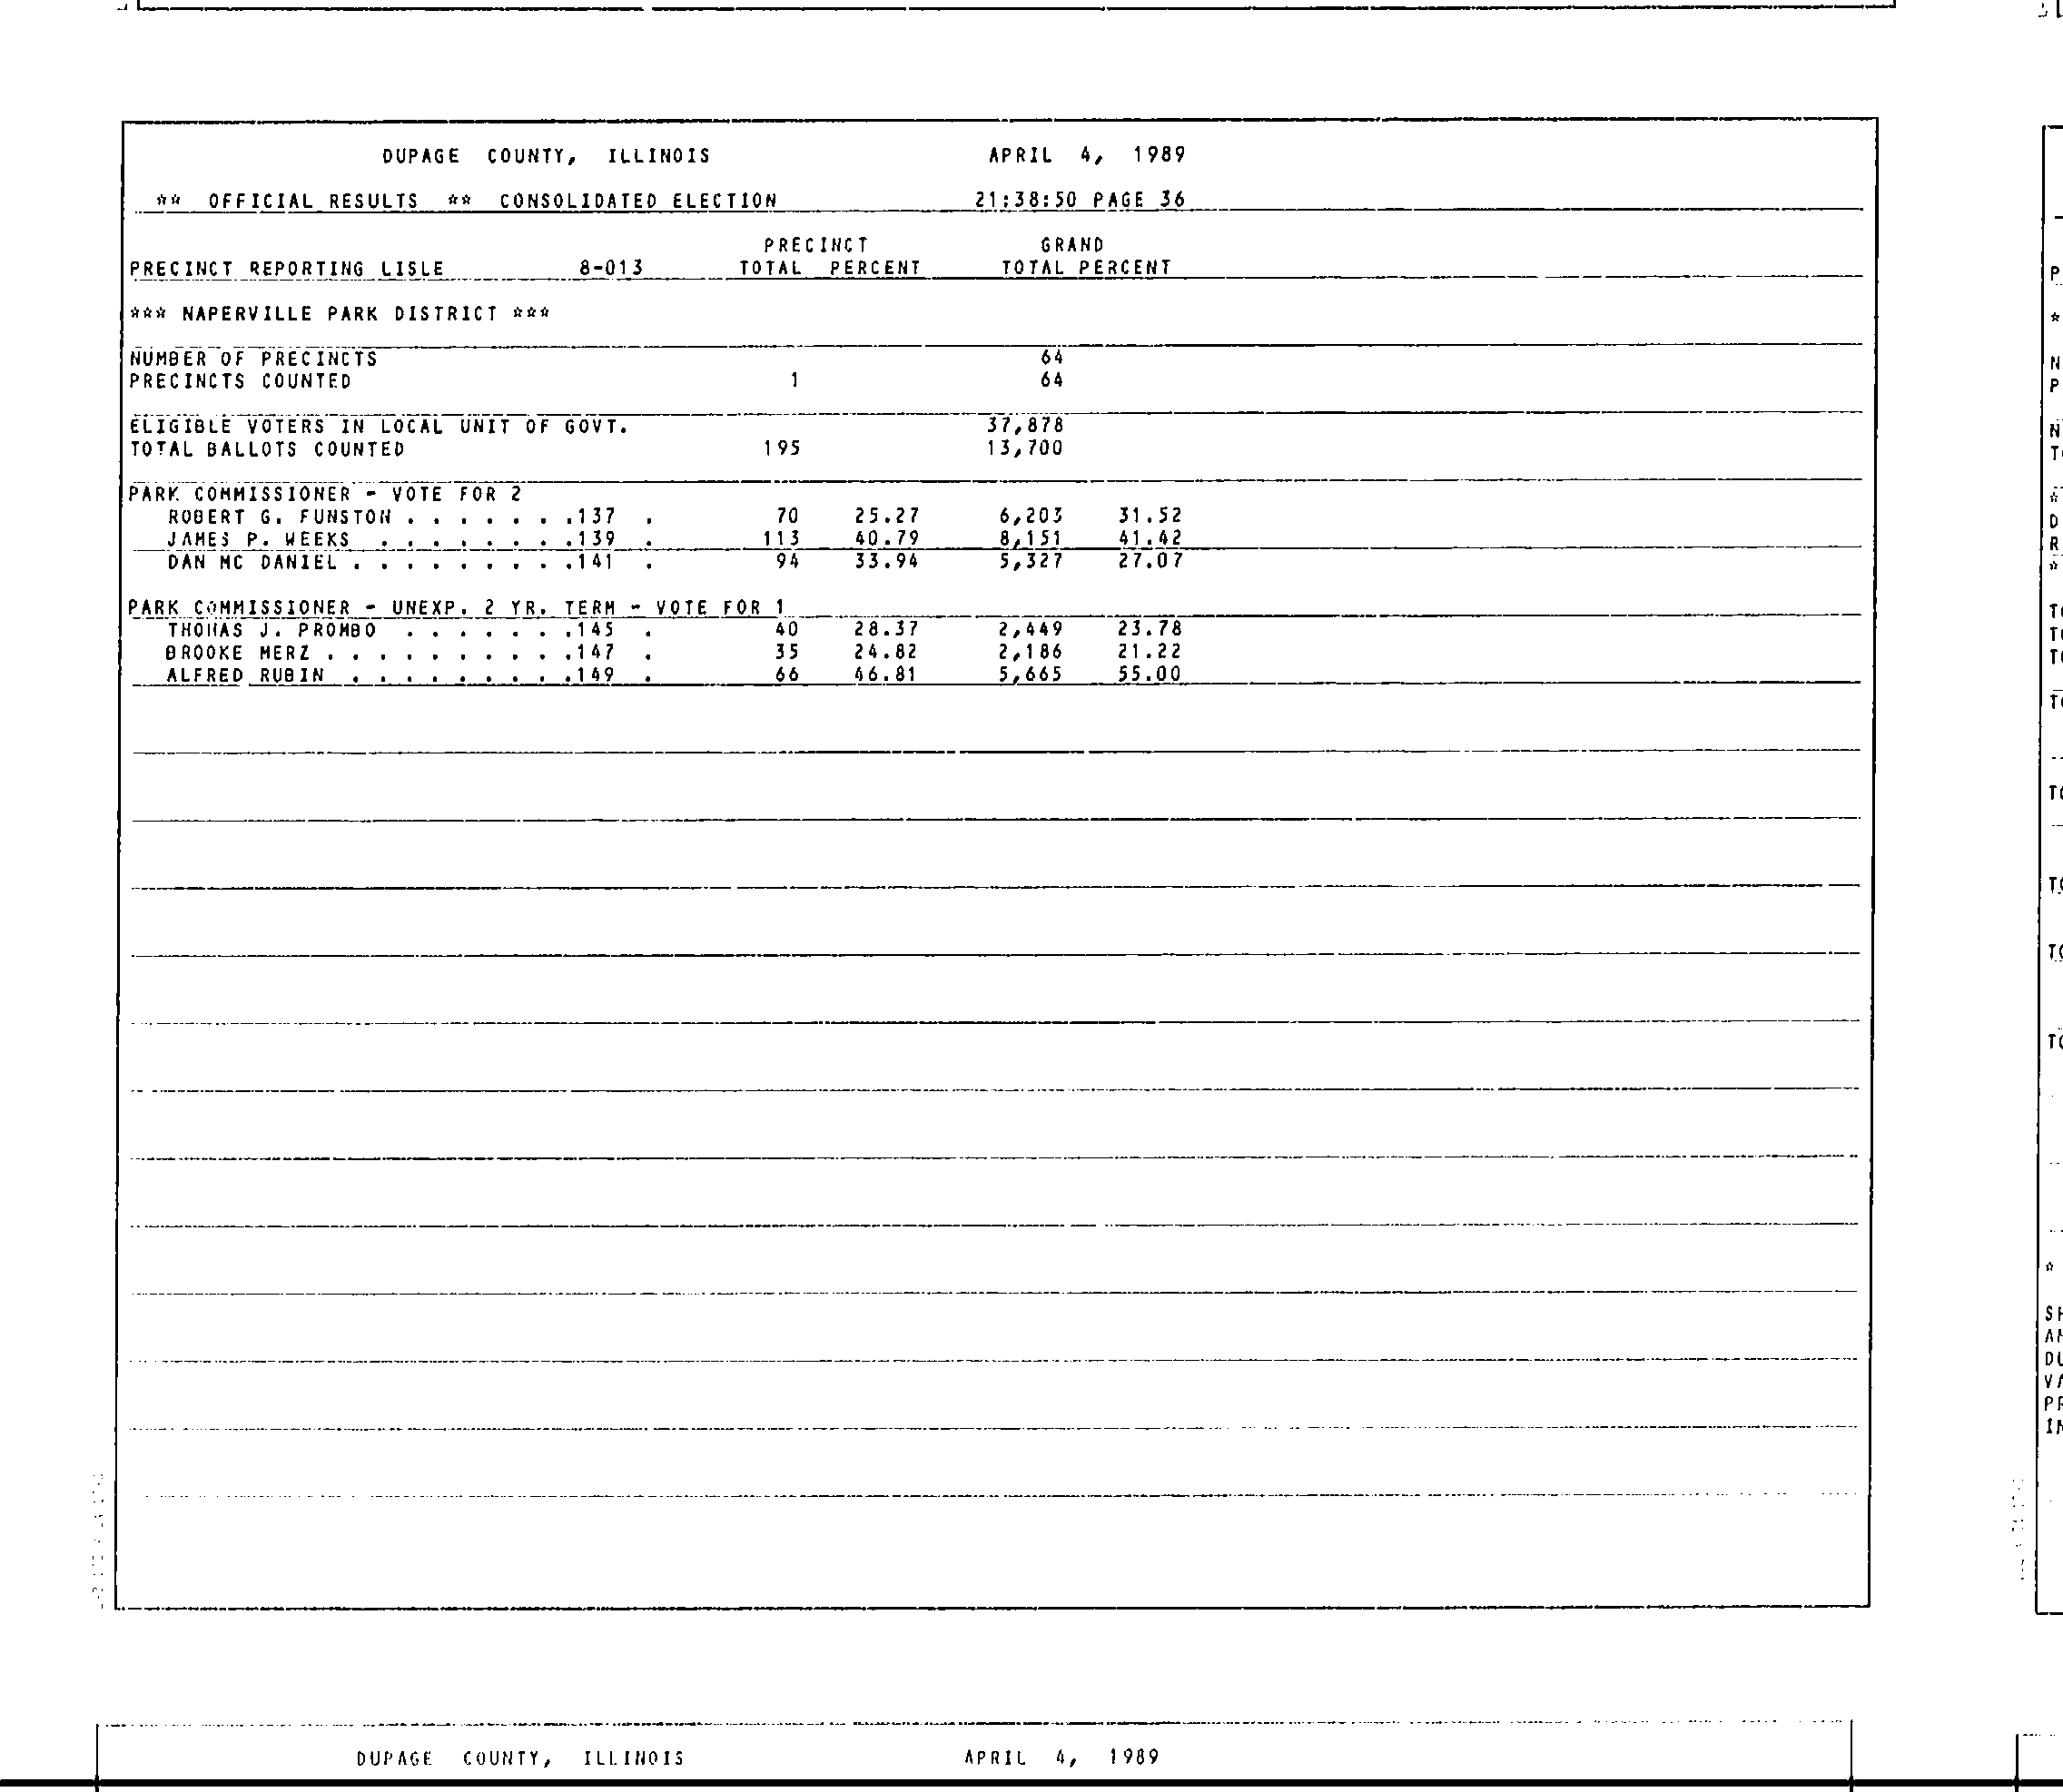 DUPAGE COUNTY, ILLINOIS APRIL 4, 1989
** OFFICIAL RESULTS ** CONSOLIDATED ELECTION 21:38:50 PAGE 36
PRECINCT GRAND
PRECINCT REPORTING LISLE 8-013 TOTAL PERCENT TOTAL PERCENT
*** NAPERVILLE PARK DISTRICT ***
NUMBER OF PRECINCTS 64
PRECINCTS COUNTED 1 64
ELIGIBLE VOTERS IN LOCAL UNIT OF GOVT. 37,878
TOTAL BALLOTS COUNTED 195 13,700
PARK COMMISSIONER - VOTE FOR 2
ROBERT G. FUNSTON . . . . . . .137 . 70 25.27 6,203 31.52
JAMES P. WEEKS . . . . . . . .139 . 113 40.79 8,151 41.42
DAN MC DANIEL . . . . . . . . .141 . 94 33.94 5,327 27.07
PARK COMMISSIONER - UNEXP. 2 YR. TERM - VOTE FOR 1
THOMAS J. PROMBO . . . . . . .145 . 40 28.37 2,449 23.78
BROOKE MERZ . . . . . . . . . .147 . 35 24.82 2,186 21.22
ALFRED RUBIN . . . . . . . . .149 . 66 46.81 5,665 55.00
DUPAGE COUNTY, ILLINOIS APRIL 4, 1989